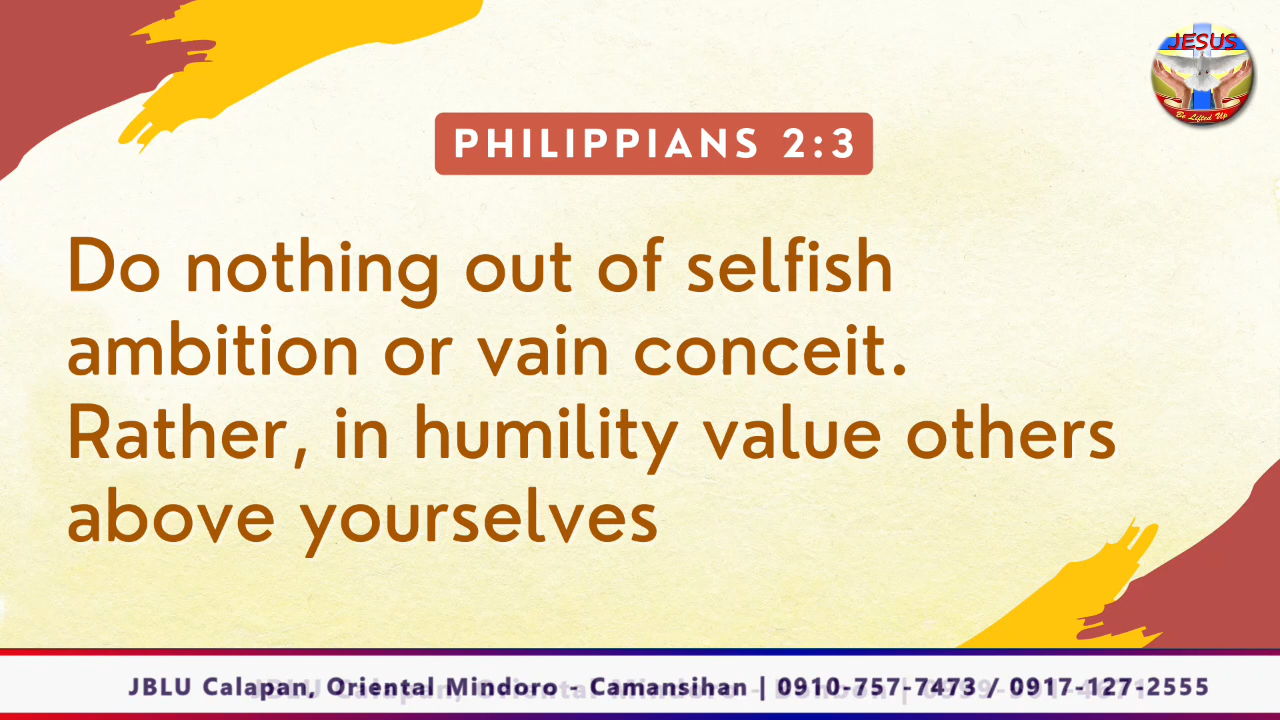 JESUS
Be Lifted Up
PHILIPPIANS 2:3
Do nothing out of selfish
ambition or vain conceit.
Rather, in humility value others
above yourselves
JBLU Calapan, Oriental Mindoro - Camansihan | 0910-757-7473 / 0917-127-2555